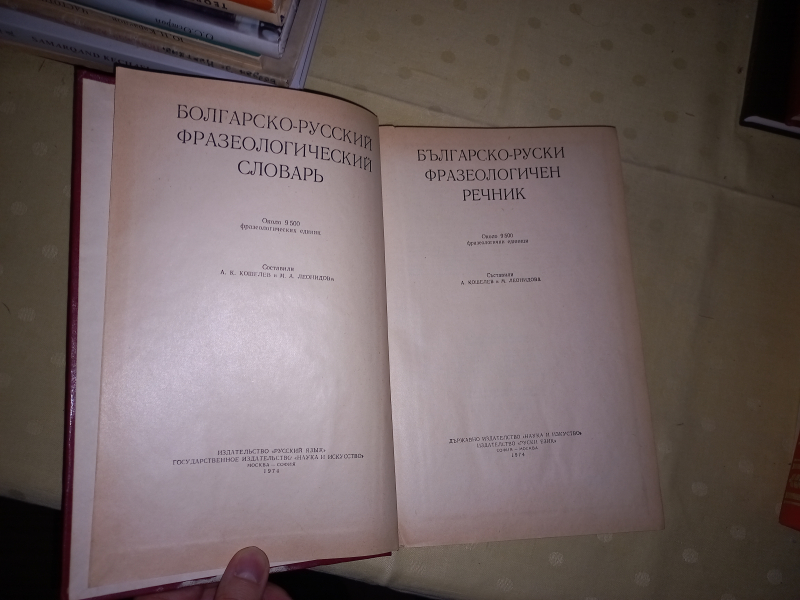 БОЛГАРСКО-РУССКИЙ
ФРАЗЕОЛОГИЧЕСКИЙ
СЛОВАРЬ
Около 9 500
фразеологических единиц
Составили
А. К. КОШЕЛЕВ и М. А. ЛЕОНИДОВА
ИЗДАТЕЛЬСТВО «РУССКИЙ ЯЗЫК»
ГОСУДАРСТВЕННОЕ ИЗДАТЕЛЬСТВО «НАУКА И ИСКУССТВО»
МОСКВА — СОФИЯ
1974
БЪЛГАРСКО-РУСКИ
ФРАЗЕОЛОГИЧЕН
РЕЧНИК
Около 9 500
фразеологични единици
Съставили
А. КОШЕЛЕВ и М. ЛЕОНИДОВА
ДЪРЖАВНО ИЗДАТЕЛСТВО «НАУКА И ИЗКУСТВО»
ИЗДАТЕЛСТВО «РУСКИ ЕЗИК»
СОФИЯ — МОСКВА
1974